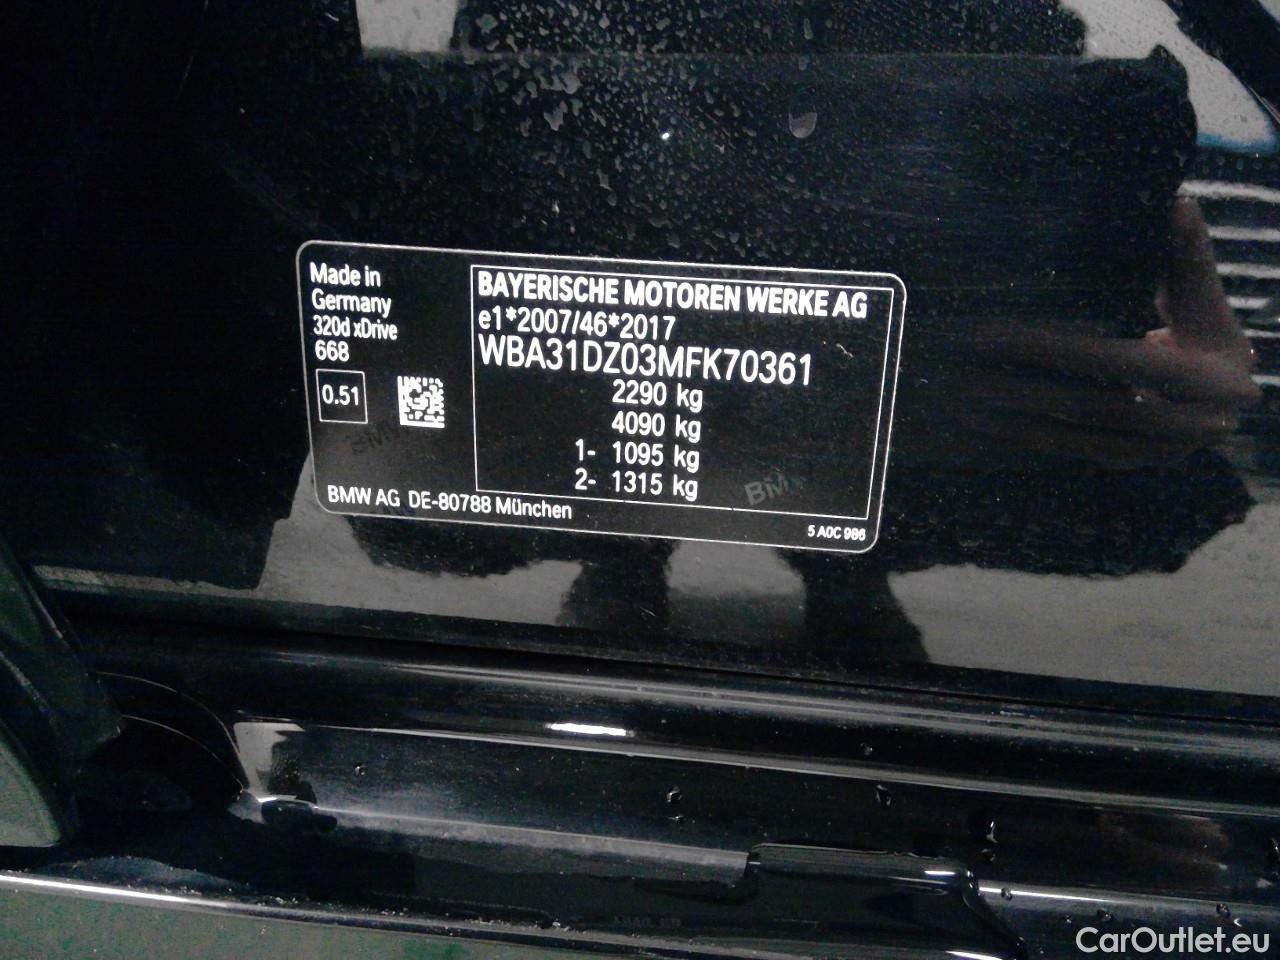 Made in
Germany
320d xDrive
668
0.51
BAYERISCHE MOTOREN WERKE AG
e1*2007/46*2017
WBA31DZ03MFK70361
2290 kg
4090 kg
1- 1095 kg
2- 1315 kg
BMW
BMW AG DE-80788 München
5 A0C 986
CarOutlet.eu